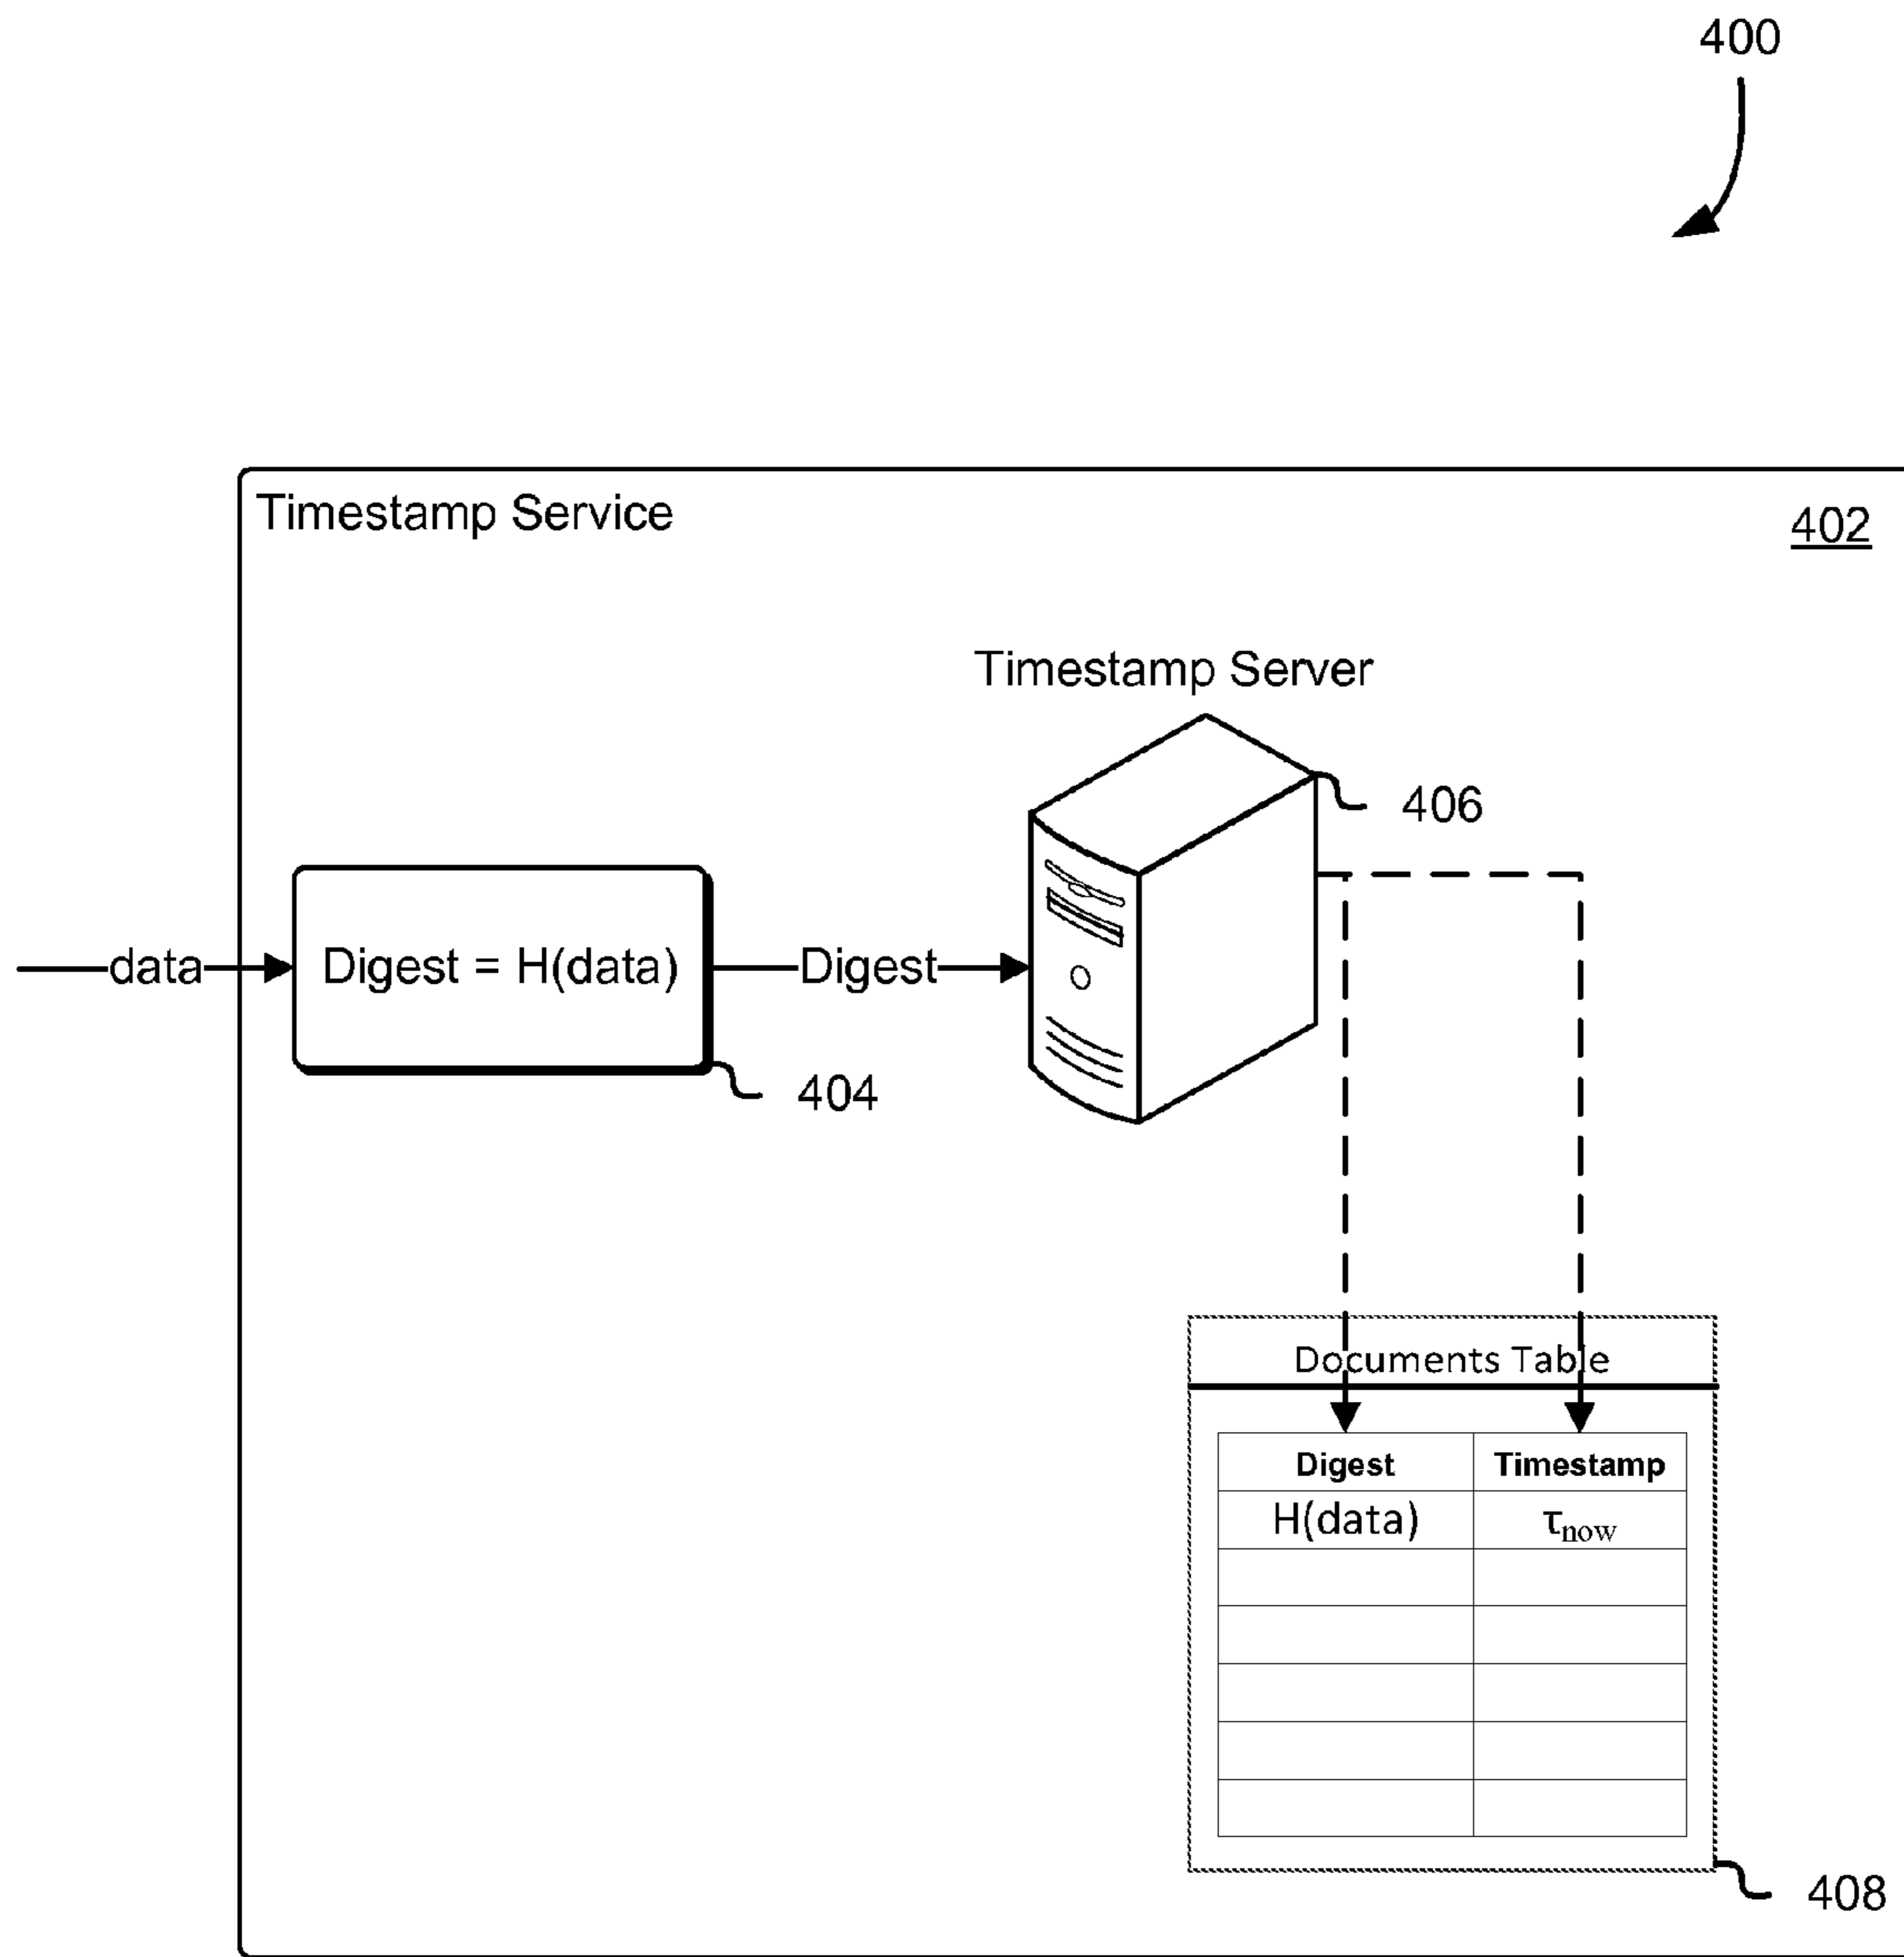 400
Timestamp Service
402
Timestamp Server
406
data
Digest = H(data)
Digest
404
Documents Table
Digest Timestamp
H(data) τnow
408